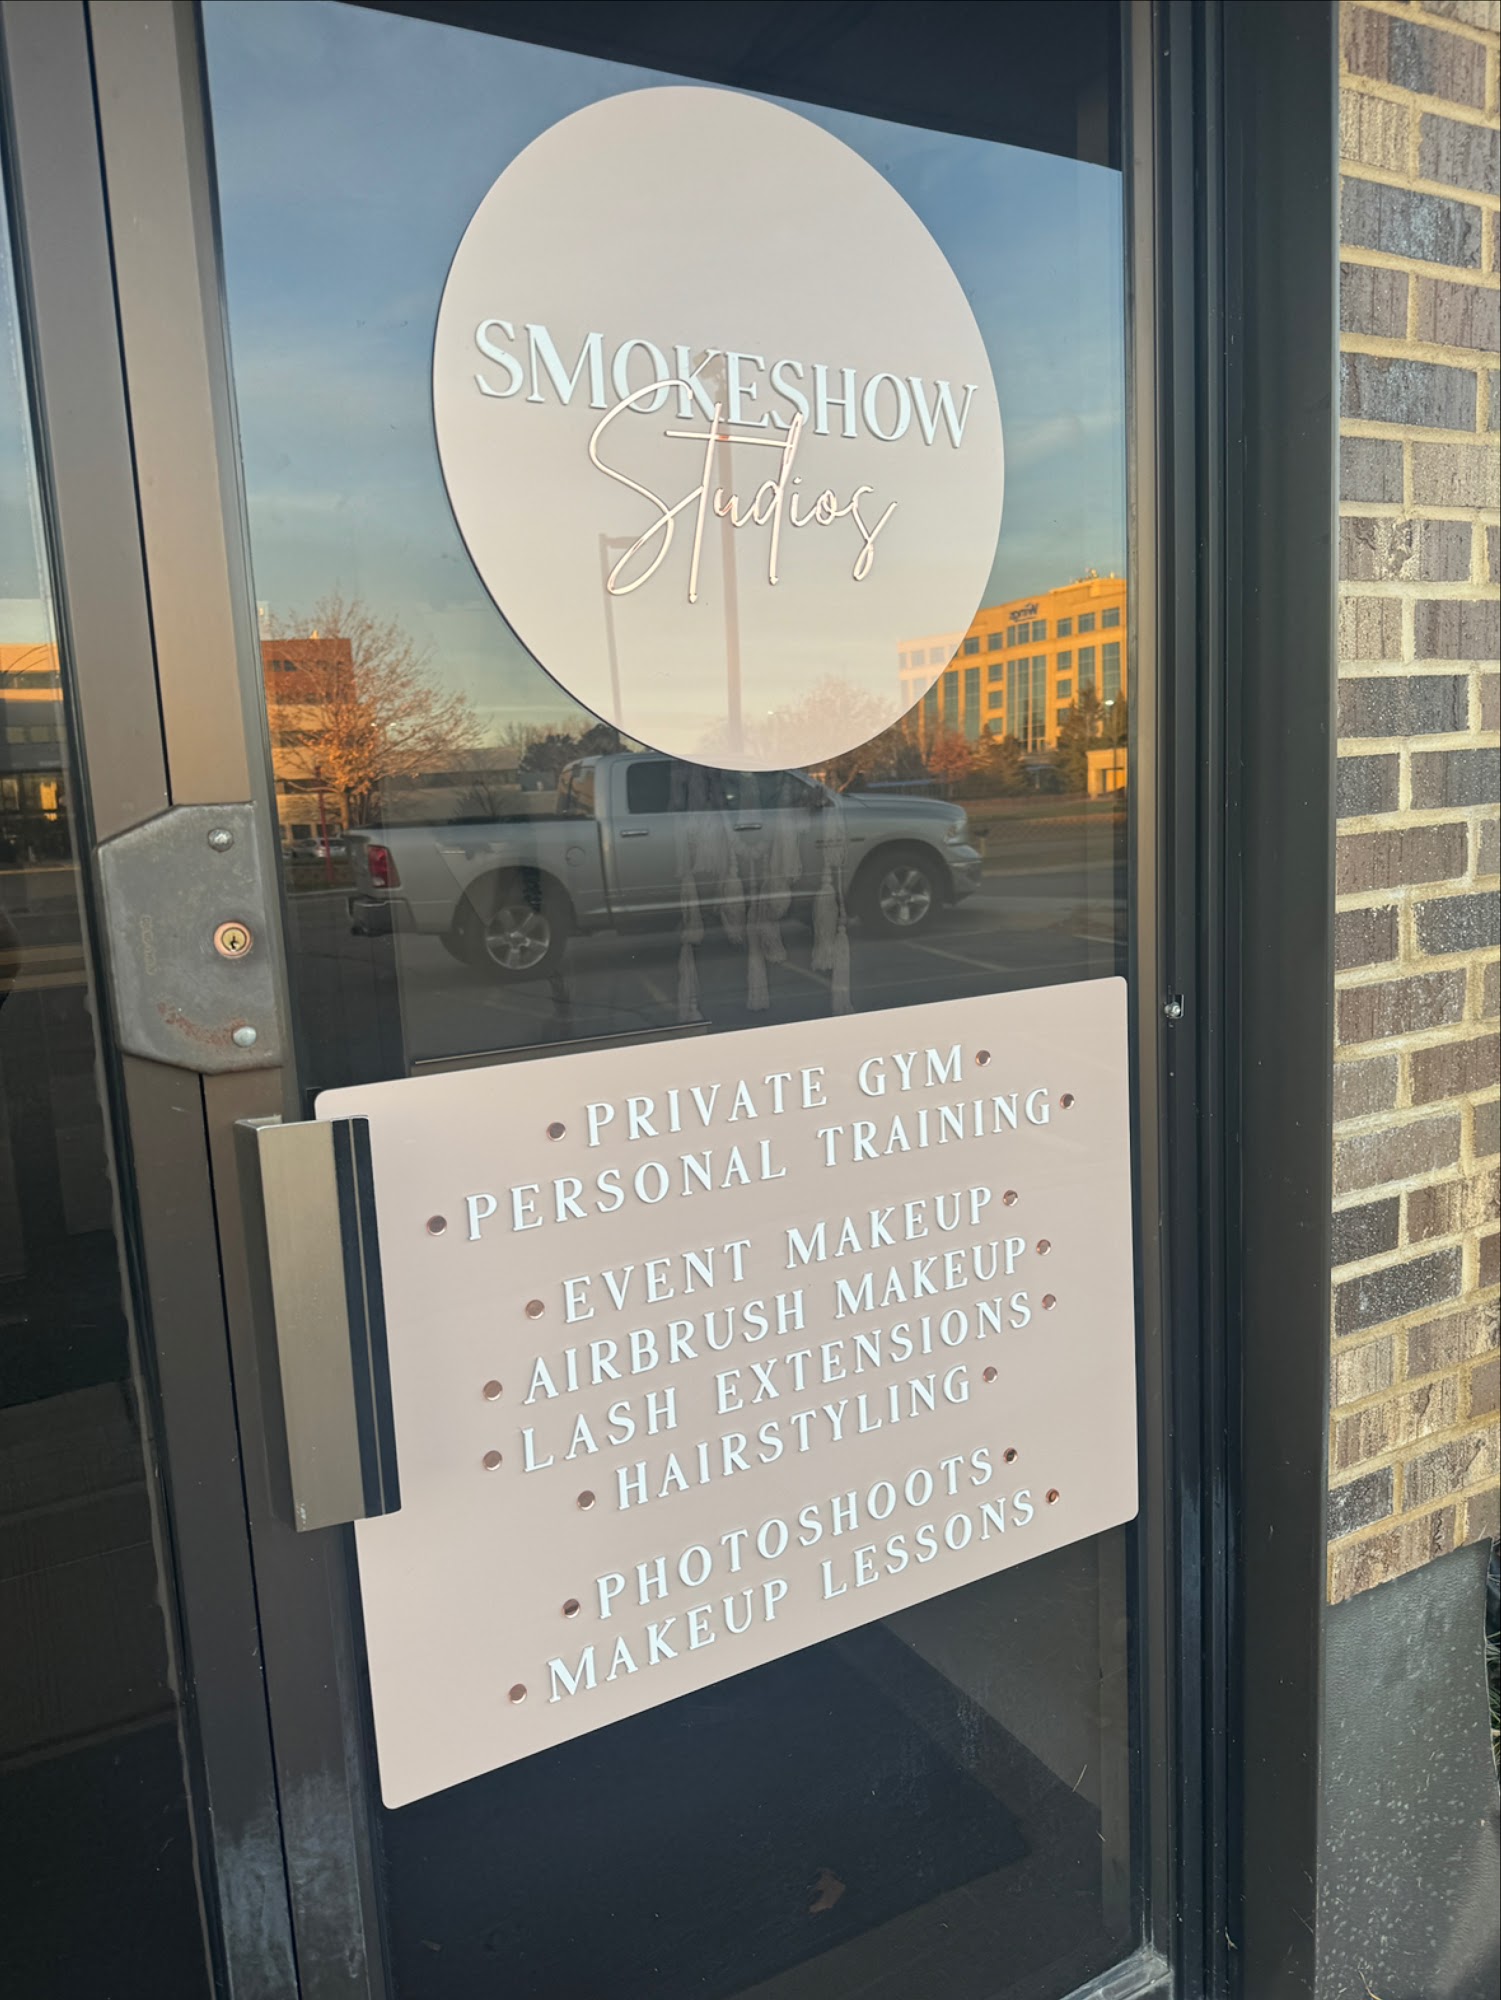 SMOKESHOW
Studios
• PRIVATE GYM •
• PERSONAL TRAINING •
• EVENT MAKEUP •
• AIRBRUSH MAKEUP •
• LASH EXTENSIONS •
• HAIRSTYLING •
• PHOTOSHOOTS •
• MAKEUP LESSONS •